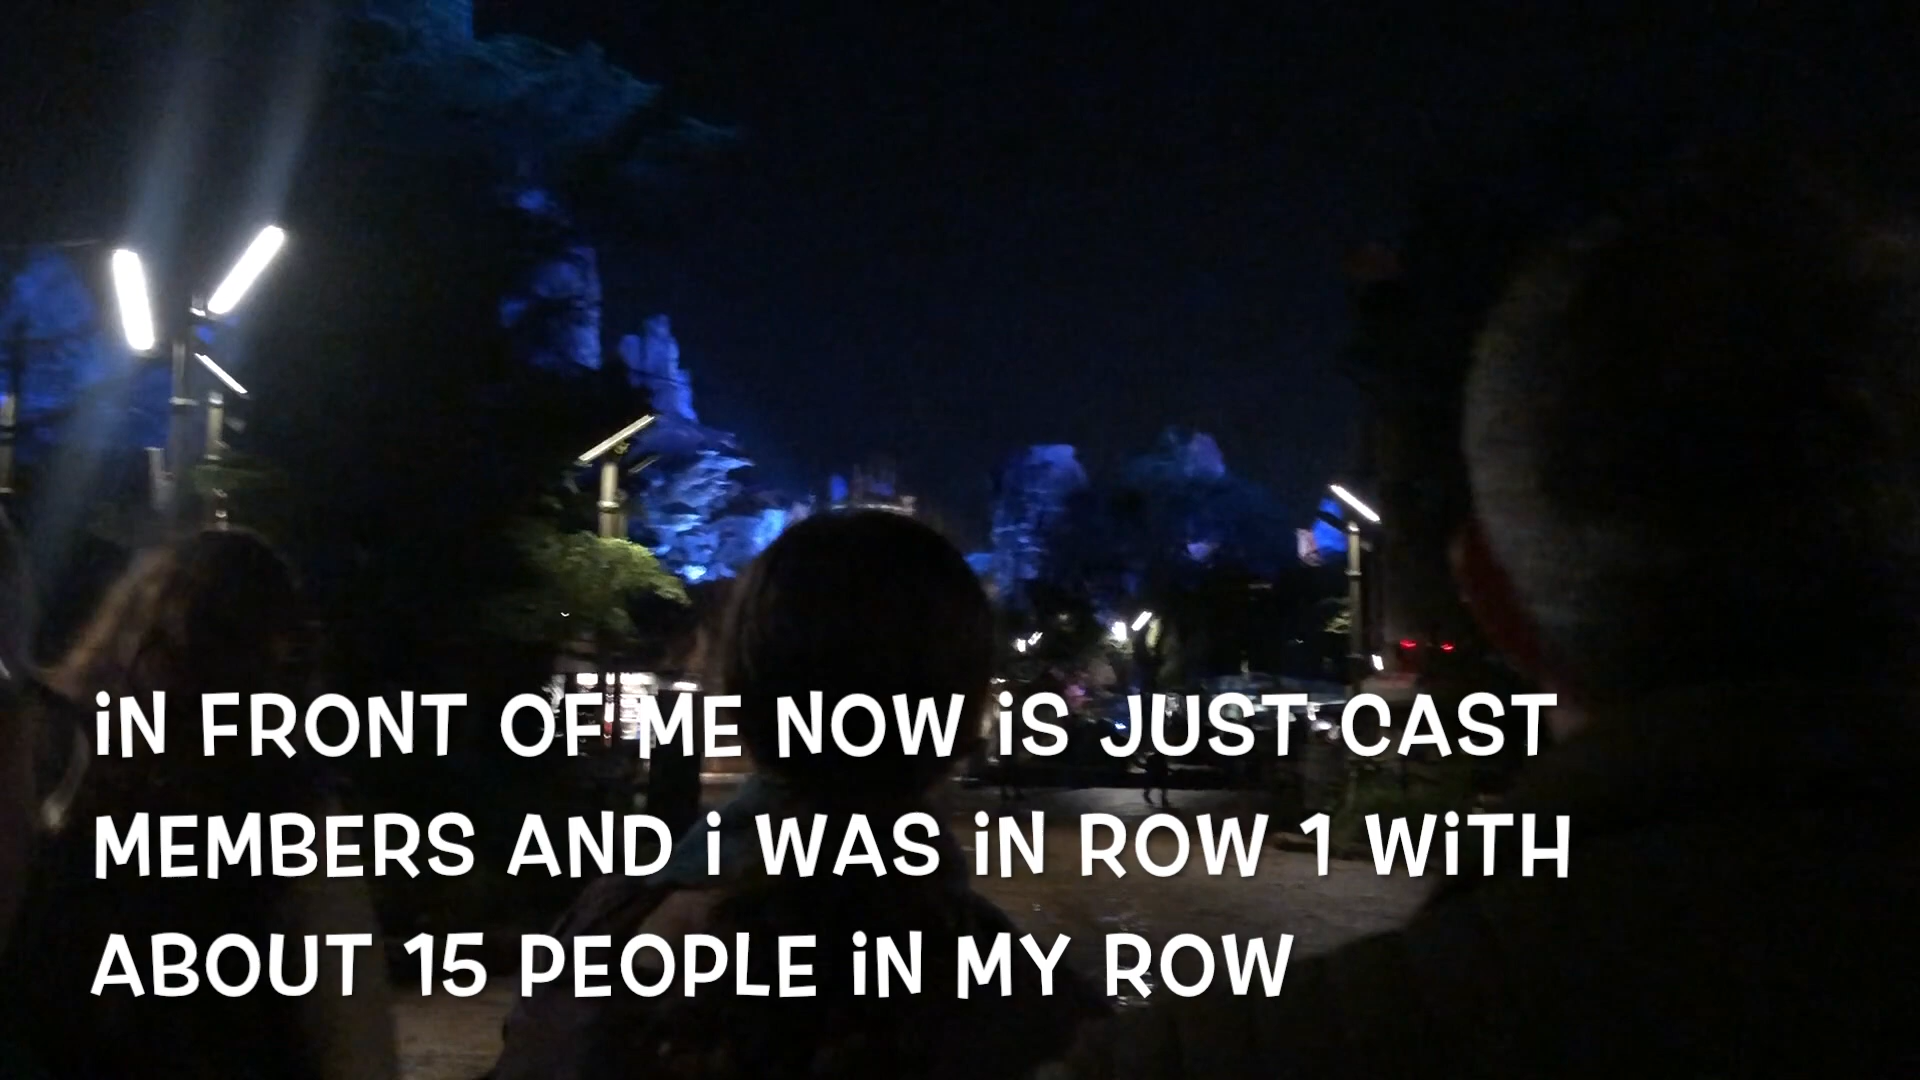 iN FRONT OF ME NOW iS JUST CAST
MEMBERS AND i WAS iN ROW 1 WiTH
ABOUT 15 PEOPLE iN MY ROW